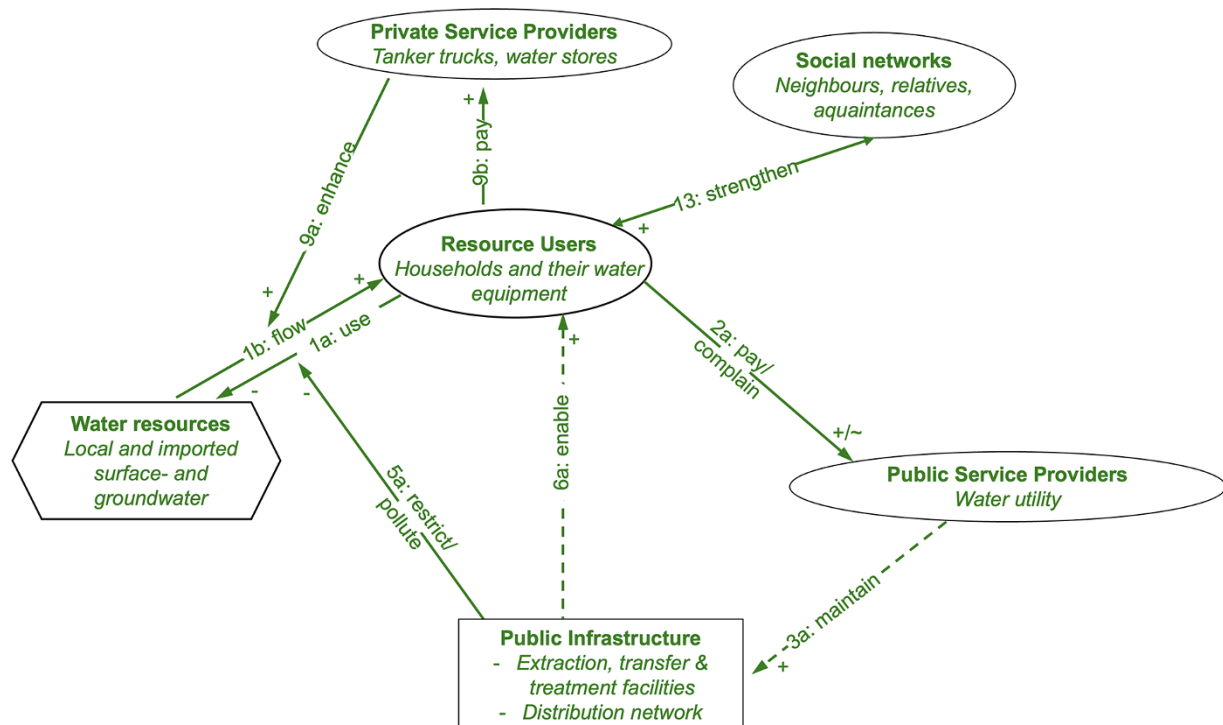 Private Service Providers
Tanker trucks, water stores
Social networks
Neighbours, relatives,
aquaintances
+
9b: pay
9a: enhance
13: strengthen
+
Resource Users
Households and their water
equipment
+
+
1b: flow
1a: use
-
-
+
2a: pay/
complain
+/~
Water resources
Local and imported
surface- and
groundwater
6a: enable
Public Service Providers
Water utility
5a: restrict/
pollute
3a: maintain
+
Public Infrastructure
- Extraction, transfer &
treatment facilities
- Distribution network